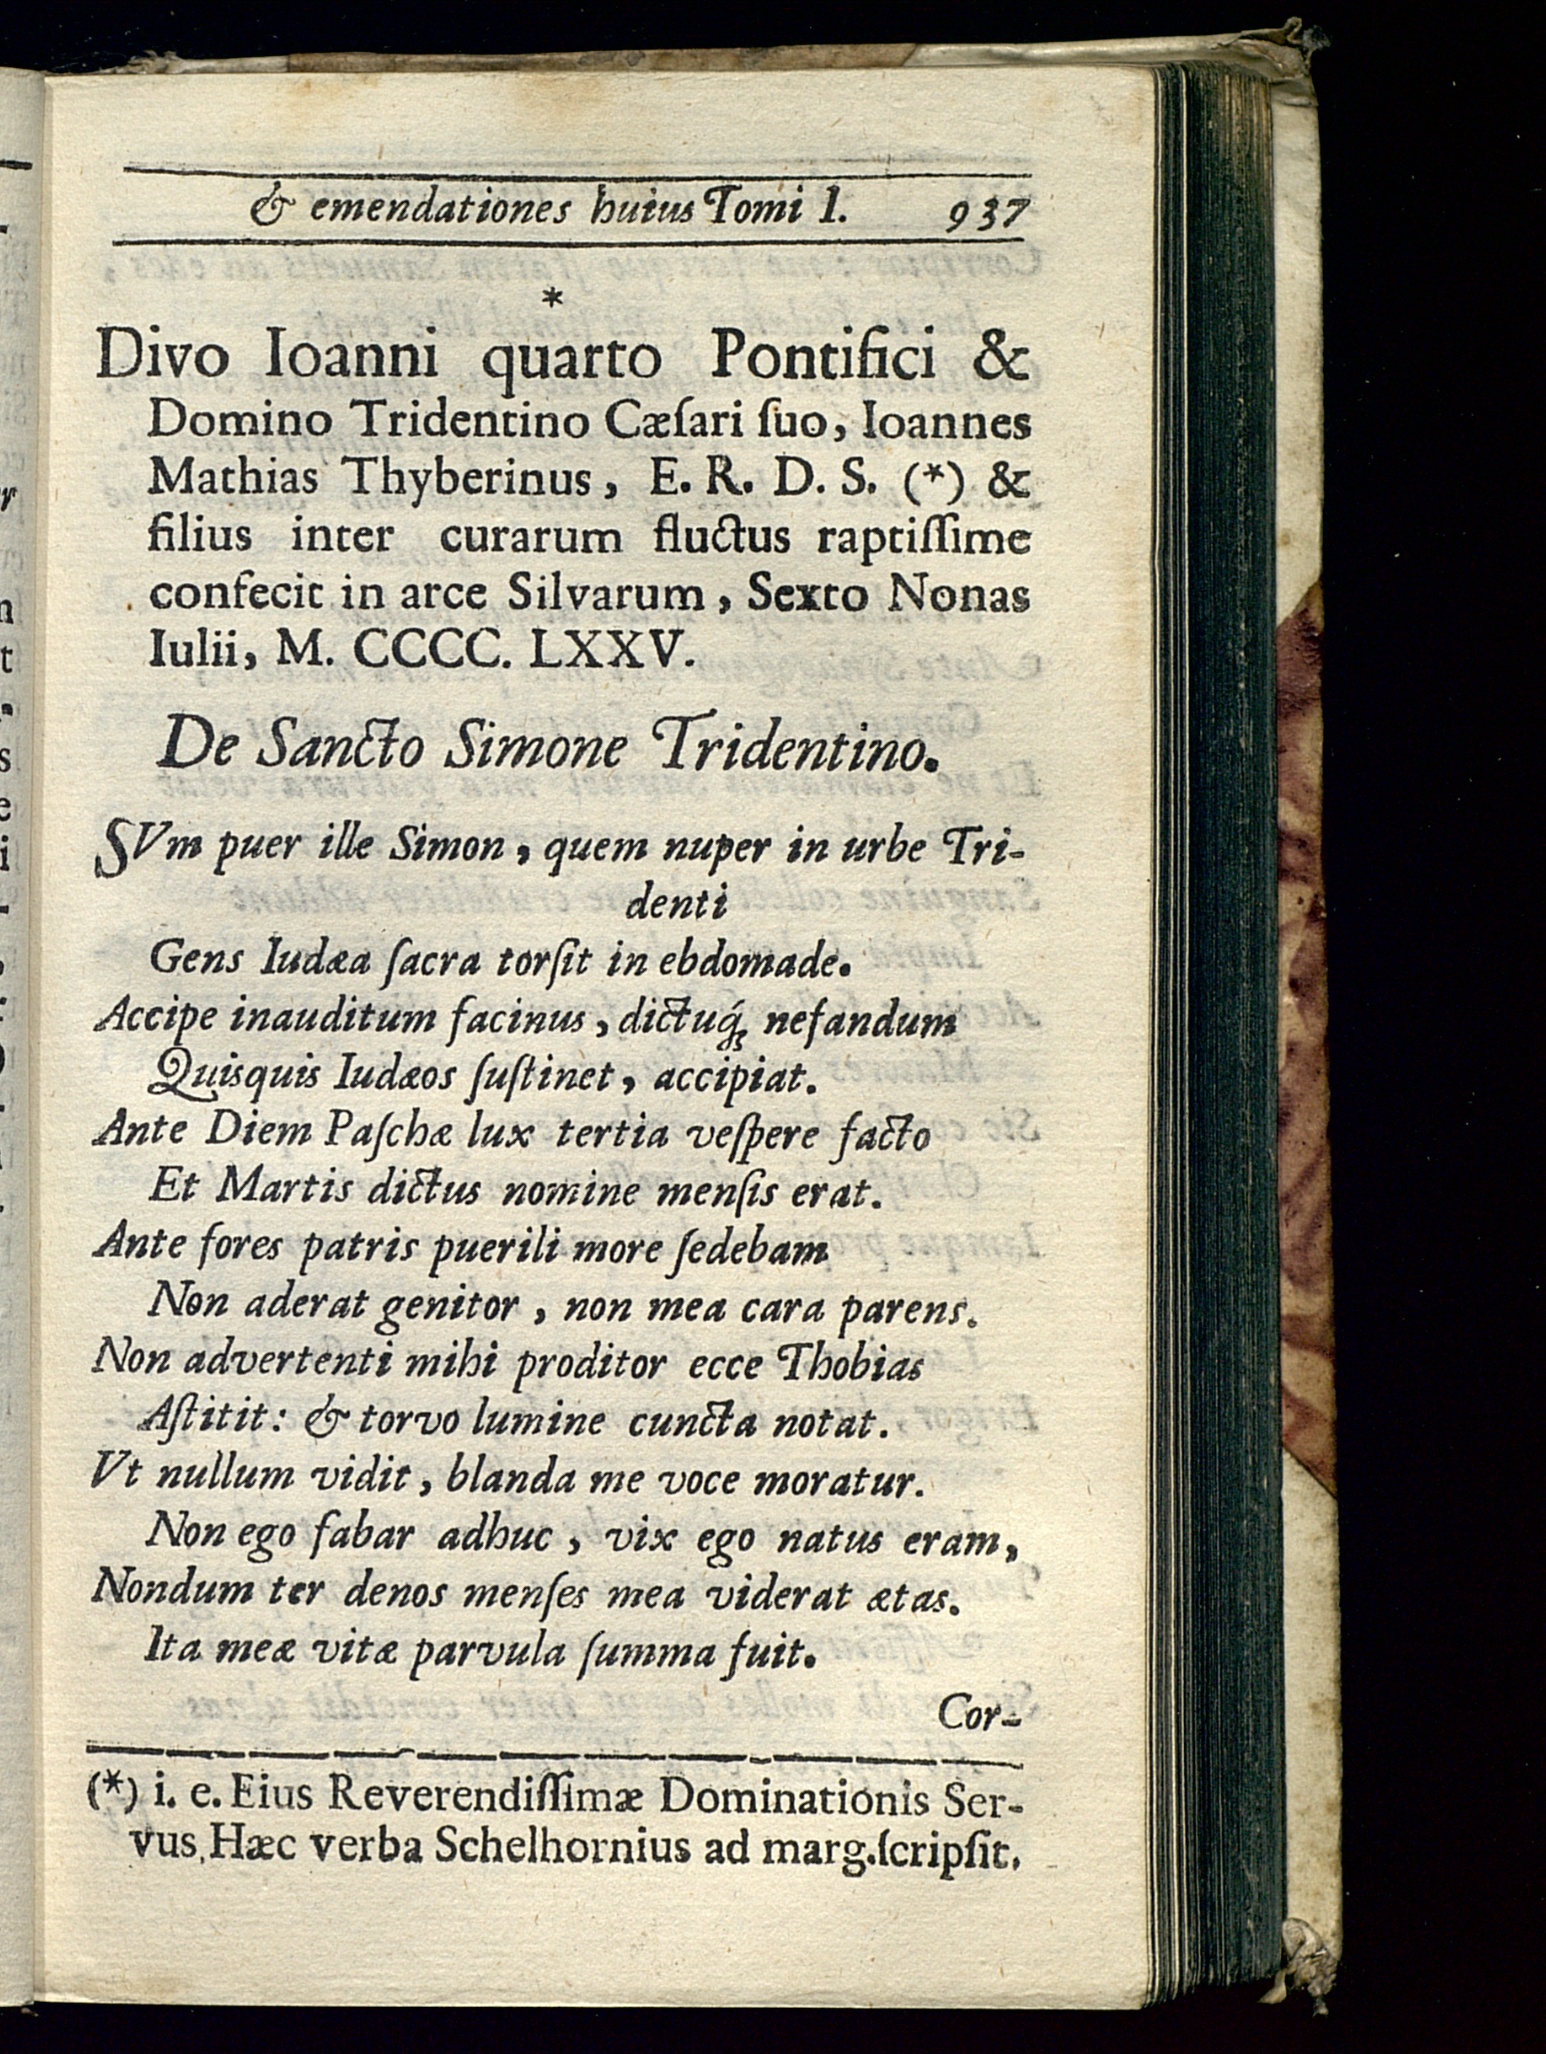 & emendationes huius Tomi I. 937
*
Divo Ioanni quarto Pontifici &
Domino Tridentino Cæſari ſuo, Ioannes
Mathias Thyberinus, E. R. D. S. (*) &
filius inter curarum fluctus raptiſſime
confecit in arce Silvarum, Sexto Nonas
Iulii, M. CCCC. LXXV.
De Sancto Simone Tridentino.
SVm puer ille Simon, quem nuper in urbe Tri-
denti
Gens Iudæa ſacra torſit in ebdomade.
Accipe inauditum facinus, dictuq́ꝫ nefandum
Quisquis Iudæos ſuſtinet, accipiat.
Ante Diem Paſchæ lux tertia veſpere facto
Et Martis dictus nomine menſis erat.
Ante fores patris puerili more ſedebam
Non aderat genitor, non mea cara parens.
Non advertenti mihi proditor ecce Thobias
Aſtitit: & torvo lumine cuncta notat.
Vt nullum vidit, blanda me voce moratur.
Non ego fabar adhuc, vix ego natus eram,
Nondum ter denos menſes mea viderat ætas.
Ita meæ vitæ parvula ſumma fuit.
Cor-
(*) i. e. Eius Reverendiſſimæ Dominationis Ser-
vus. Hæc verba Schelhornius ad marg. ſcripſit.